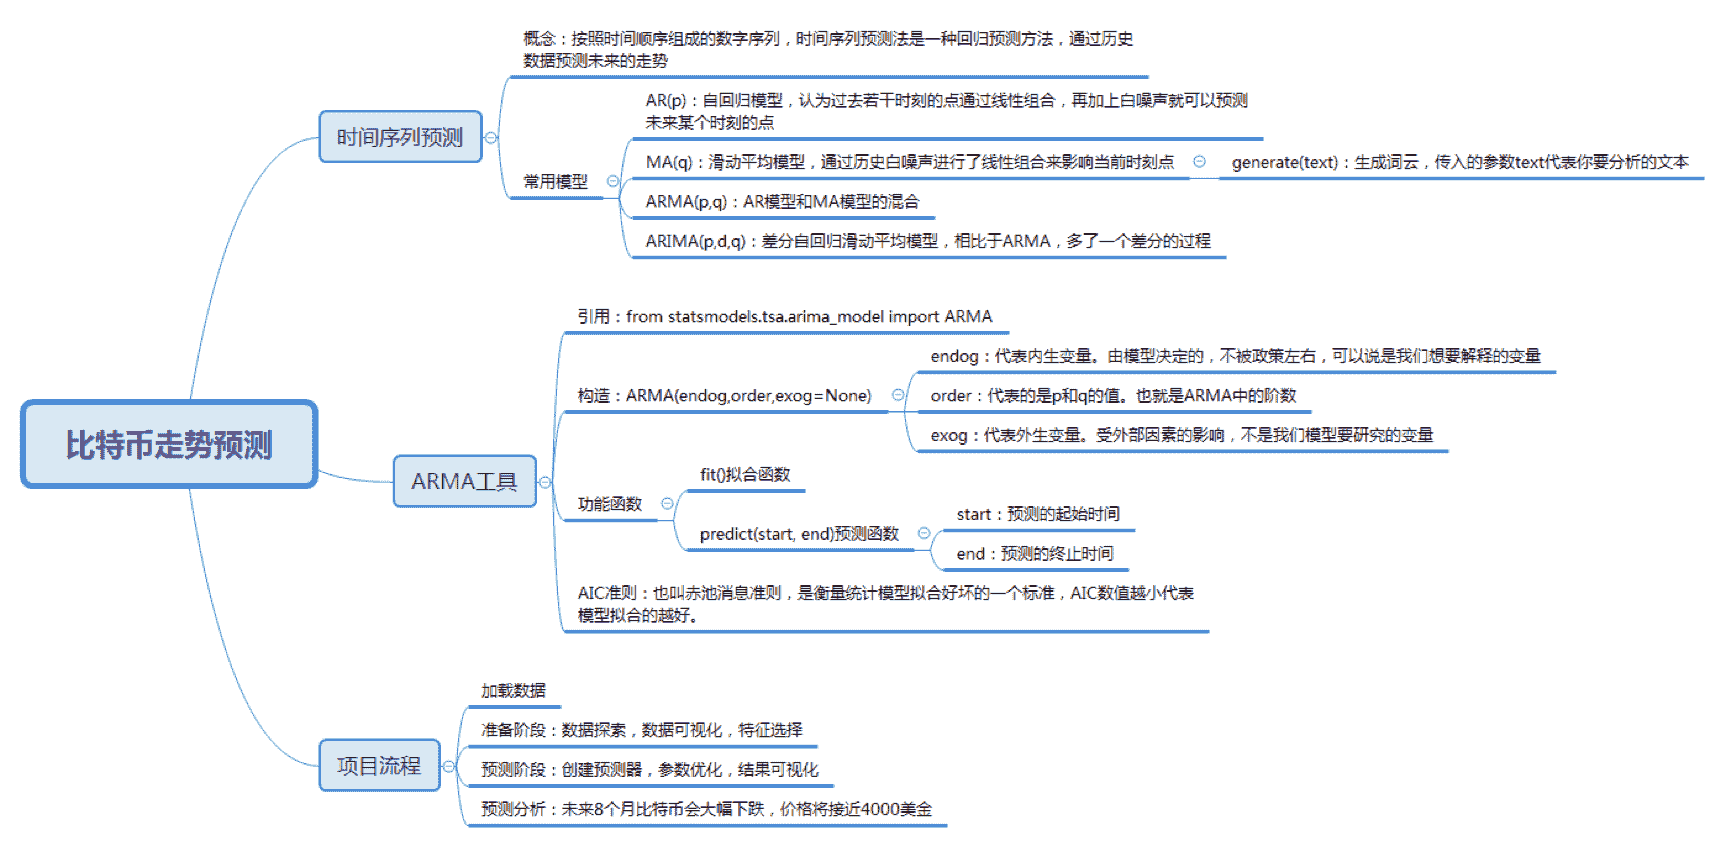 比特币走势预测
时间序列预测
概念：按照时间顺序组成的数字序列，时间序列预测法是一种回归预测方法，通过历史
数据预测未来的走势
常用模型
AR(p)：自回归模型，认为过去若干时刻的点通过线性组合，再加上白噪声就可以预测
未来某个时刻的点
MA(q)：滑动平均模型，通过历史白噪声进行了线性组合来影响当前时刻点
generate(text)：生成词云，传入的参数text代表你要分析的文本
ARMA(p,q)：AR模型和MA模型的混合
ARIMA(p,d,q)：差分自回归滑动平均模型，相比于ARMA，多了一个差分的过程
ARMA工具
引用：from statsmodels.tsa.arima_model import ARMA
构造：ARMA(endog,order,exog=None)
endog：代表内生变量。由模型决定的，不被政策左右，可以说是我们想要解释的变量
order：代表的是p和q的值。也就是ARMA中的阶数
exog：代表外生变量。受外部因素的影响，不是我们模型要研究的变量
功能函数
fit()拟合函数
predict(start, end)预测函数
start：预测的起始时间
end：预测的终止时间
AIC准则：也叫赤池消息准则，是衡量统计模型拟合好坏的一个标准，AIC数值越小代表
模型拟合的越好。
项目流程
加载数据
准备阶段：数据探索，数据可视化，特征选择
预测阶段：创建预测器，参数优化，结果可视化
预测分析：未来8个月比特币会大幅下跌，价格将接近4000美金